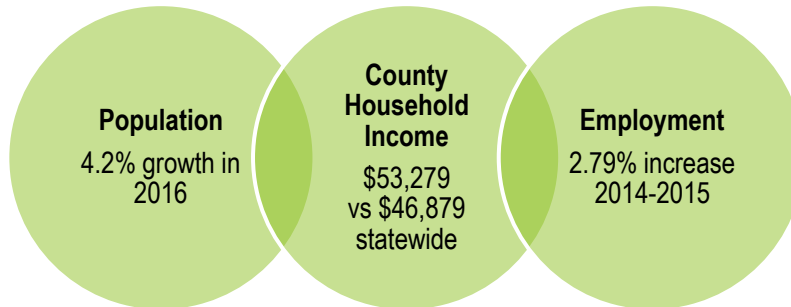 Population
4.2% growth in
2016
County
Household
Income
$53,279
vs $46,879
statewide
Employment
2.79% increase
2014-2015